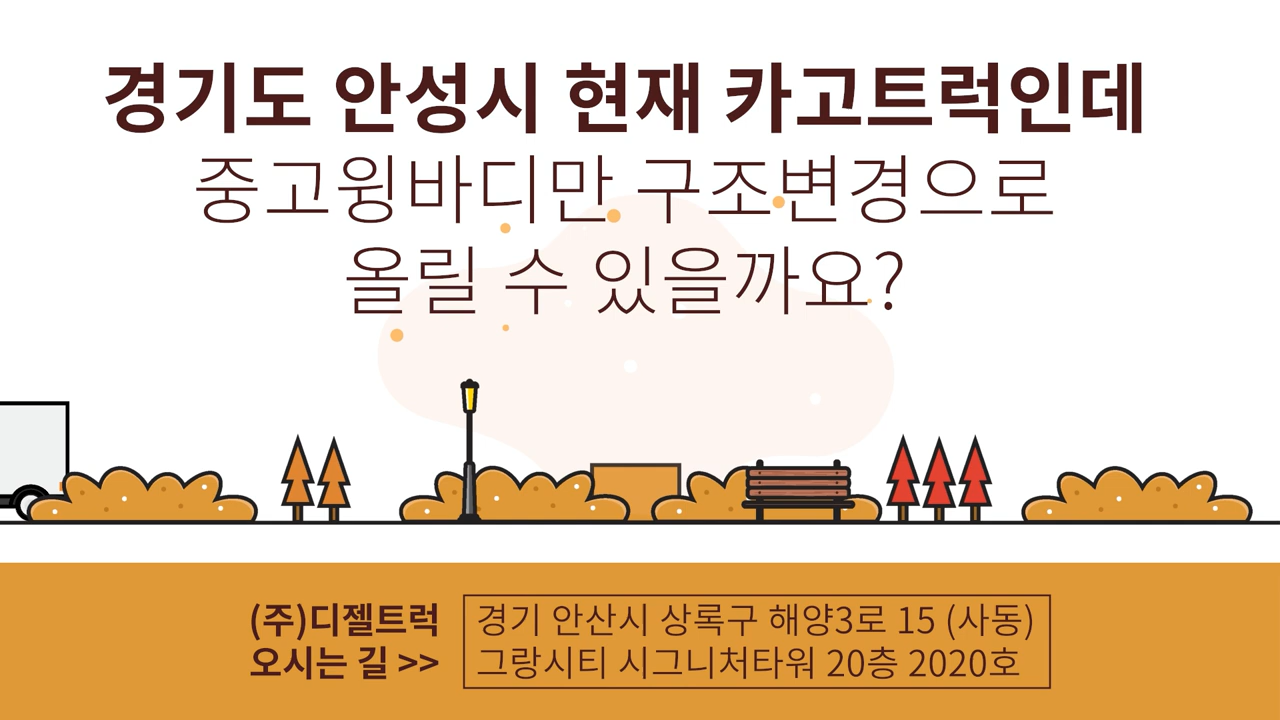 경기도 안성시 현재 카고트럭인데
중고윙바디만 구조변경으로
올릴 수 있을까요?
(주)디젤트럭
오시는 길 >>
경기 안산시 상록구 해양3로 15 (사동)
그랑시티 시그니처타워 20층 2020호